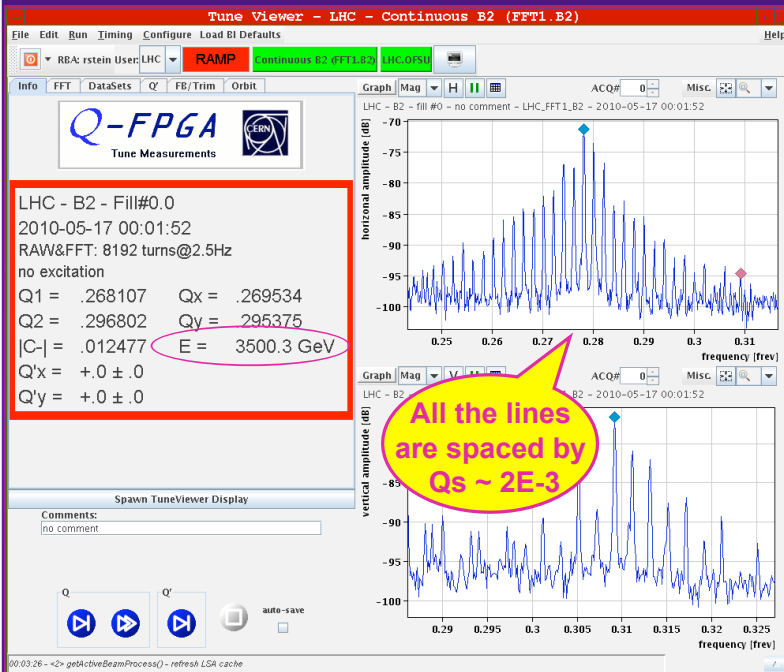 Tune Viewer - LHC - Continuous B2 (FFT1.B2)
File Edit Run Timing Configure Load BI Defaults Help
RBA: rstein User: LHC RAMP Continuous B2 (FFT1.B2) LHC.OFSU
Info FFT DataSets Q' FB/Trim Orbit
Q-FPGA
Tune Measurements
CERN
LHC - B2 - Fill#0.0
2010-05-17 00:01:52
RAW&FFT: 8192 turns@2.5Hz
no excitation
Q1 = .268107 Qx = .269534
Q2 = .296802 Qy = .295375
|C-| = .012477 E = 3500.3 GeV
Q'x = +.0 ± .0
Q'y = +.0 ± .0
Spawn TuneViewer Display
Comments:
no comment
Q Q' auto-save
00:03:26 - <2> getActiveBeamProcess() - refresh LSA cache
Graph Mag H ACQ# 0 Misc.
LHC - B2 - fill #0 - no comment - LHC_FFT1_B2 - 2010-05-17 00:01:52
horizonal amplitude [dB]
-70
-75
-80
-85
-90
-95
-100
0.25 0.26 0.27 0.28 0.29 0.3 0.31
frequency [frev]
Graph Mag V ACQ# 0 Misc.
LHC - B2 B2 - 2010-05-17 00:01:52
vertical amplitude [dB]
-85
-90
-95
-100
0.29 0.295 0.3 0.305 0.31 0.315 0.32 0.325
frequency [frev]
All the lines
are spaced by
Qs ~ 2E-3